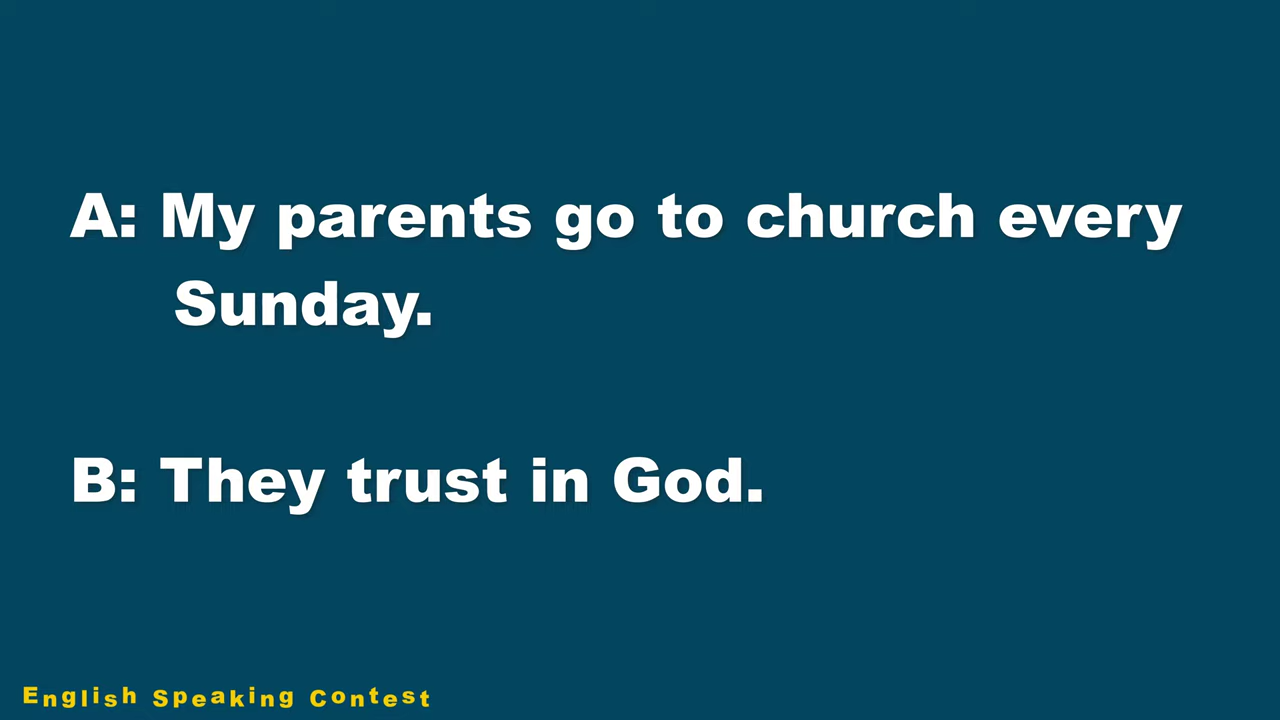 A: My parents go to church every
Sunday.
B: They trust in God.
English Speaking Contest